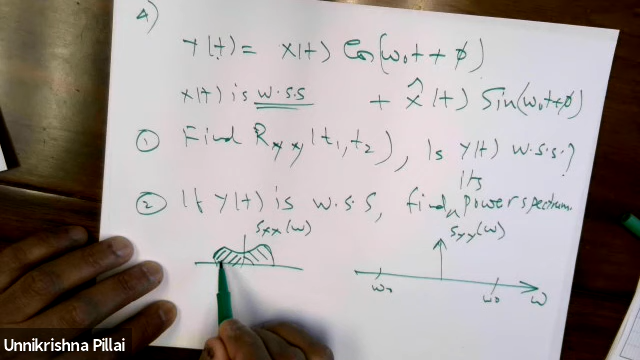 4)
Y(t) = X(t) Cos(ω₀t + φ)
X(t) is w.s.s + X̂(t) Sin(ω₀t+φ)
① Find Rxy(t₁,t₂), Is Y(t) w.s.s?
② If Y(t) is w.s.s, find its power spectrum
Sxx(ω) Syy(ω)
ω₀ ω₀ ω
Unnikrishna Pillai